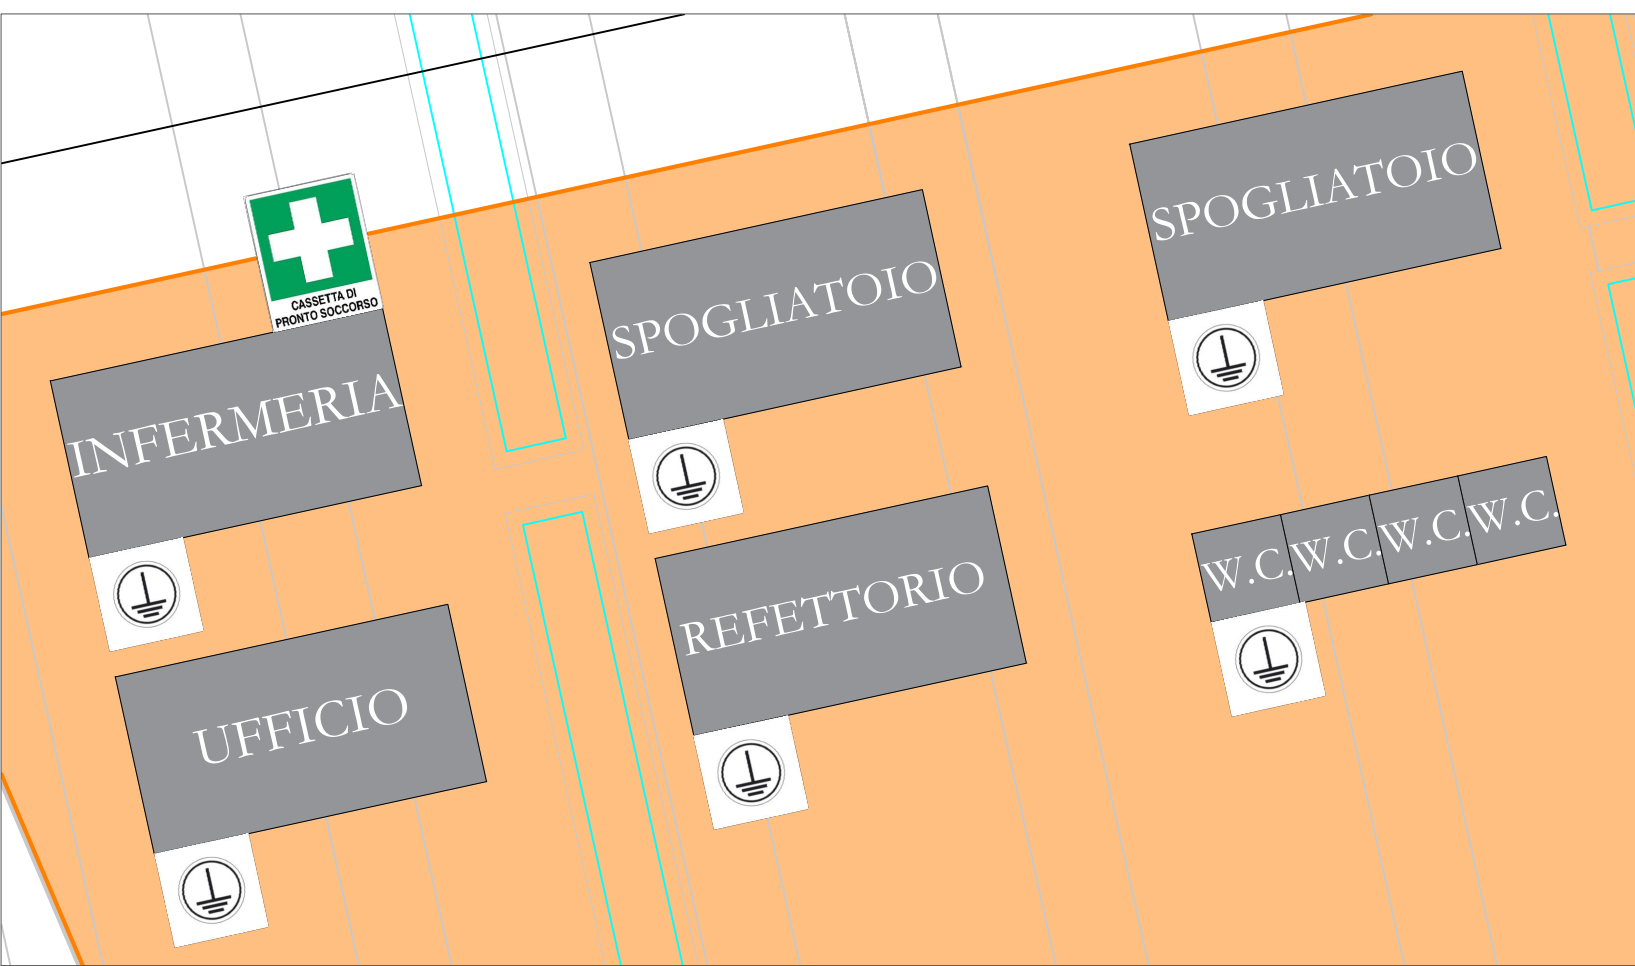 CASSETTA DI
PRONTO SOCCORSO
INFERMERIA
SPOGLIATOIO
SPOGLIATOIO
UFFICIO
REFETTORIO
W.C. W.C. W.C. W.C.